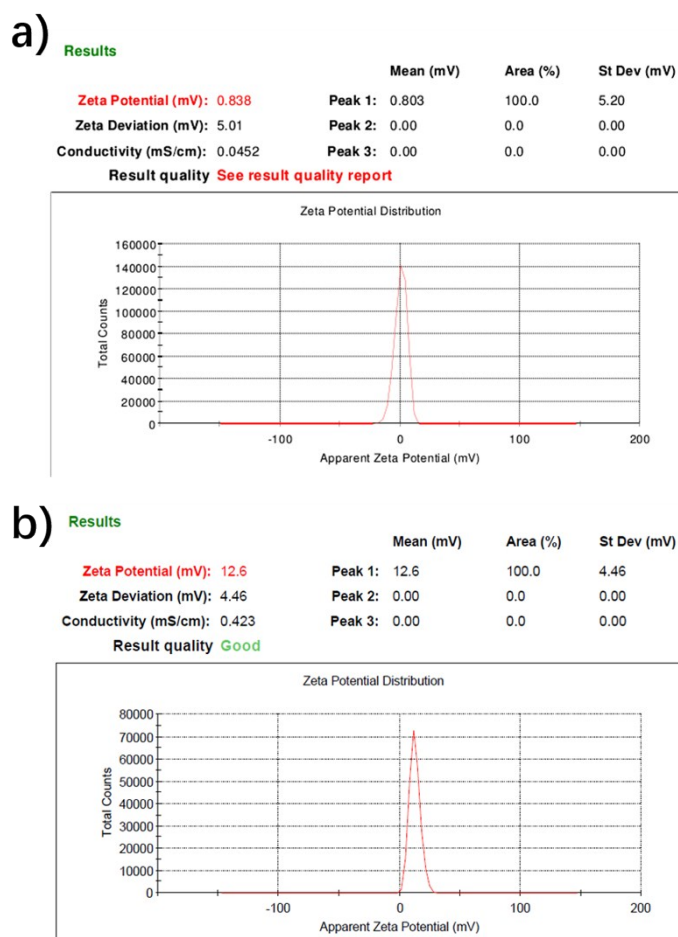 a) Results
Mean (mV) Area (%) St Dev (mV)
Zeta Potential (mV): 0.838 Peak 1: 0.803 100.0 5.20
Zeta Deviation (mV): 5.01 Peak 2: 0.00 0.0 0.00
Conductivity (mS/cm): 0.0452 Peak 3: 0.00 0.0 0.00
Result quality See result quality report
Zeta Potential Distribution
160000
140000
120000
100000
80000
60000
40000
20000
0
Total Counts
-100 0 100 200
Apparent Zeta Potential (mV)
b) Results
Mean (mV) Area (%) St Dev (mV)
Zeta Potential (mV): 12.6 Peak 1: 12.6 100.0 4.46
Zeta Deviation (mV): 4.46 Peak 2: 0.00 0.0 0.00
Conductivity (mS/cm): 0.423 Peak 3: 0.00 0.0 0.00
Result quality Good
Zeta Potential Distribution
80000
70000
60000
50000
40000
30000
20000
10000
0
Total Counts
-100 0 100 200
Apparent Zeta Potential (mV)